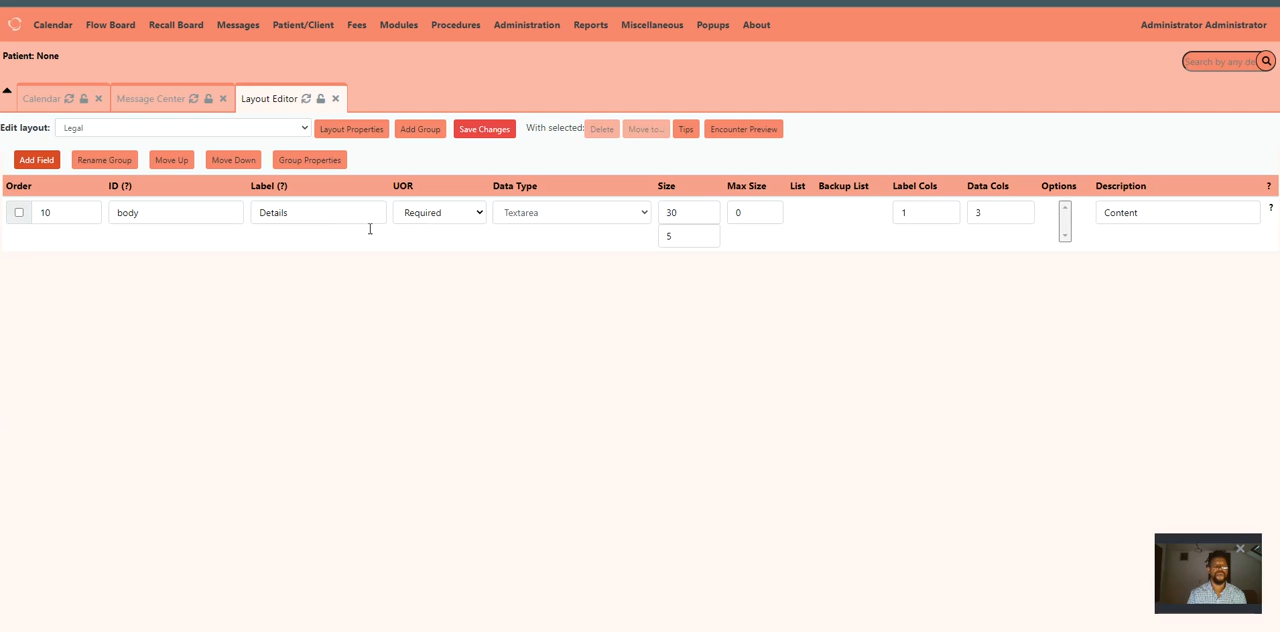 Calendar Flow Board Recall Board Messages Patient/Client Fees Modules Procedures Administration Reports Miscellaneous Popups About Administrator Administrator
Patient: None
Search by any de
Calendar Message Center Layout Editor
Edit layout: Legal Layout Properties Add Group Save Changes With selected: Delete Move to... Tips Encounter Preview
Add Field Rename Group Move Up Move Down Group Properties
Order ID (?) Label (?) UOR Data Type Size Max Size List Backup List Label Cols Data Cols Options Description ?
10 body Details Required Textarea 30 0 1 3 Content ?
5